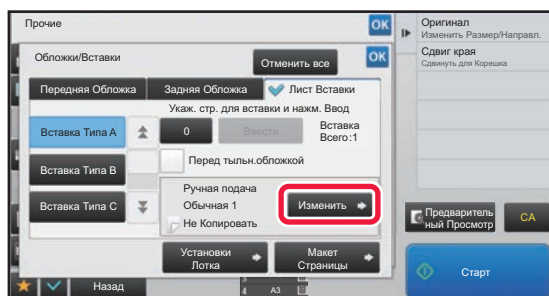 Прочие
OK
Обложки/Вставки
Отменить все
OK
Передняя Обложка
Задняя Обложка
Лист Вставки
Укаж. стр. для вставки и нажм. Ввод
Вставка Типа A
0
Ввести
Вставка
Всего:1
Вставка Типа B
Перед тыльн.обложкой
Вставка Типа C
Ручная подача
Обычная 1
Не Копировать
Изменить
Установки
Лотка
Макет
Страницы
Назад
4
A3
Оригинал
Изменить Размер/Направл.
Сдвиг края
Сдвинуть для Корешка
Предваритель
ный Просмотр
CA
Старт